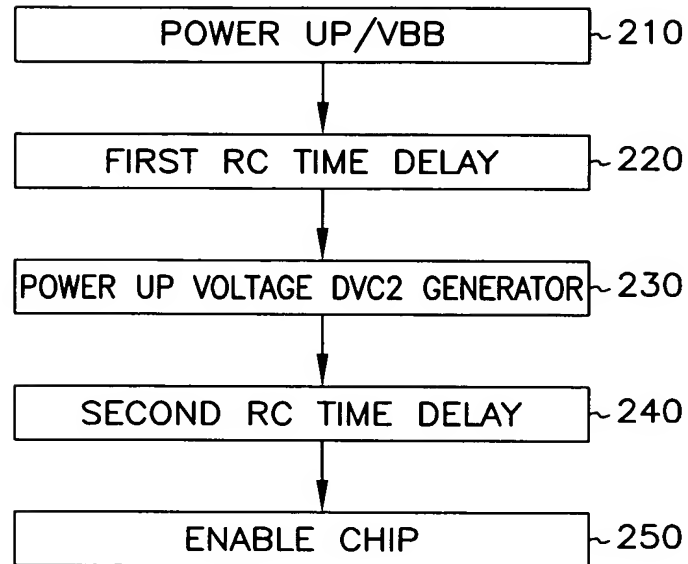 POWER UP/VBB ~210
FIRST RC TIME DELAY ~220
POWER UP VOLTAGE DVC2 GENERATOR ~230
SECOND RC TIME DELAY ~240
ENABLE CHIP ~250